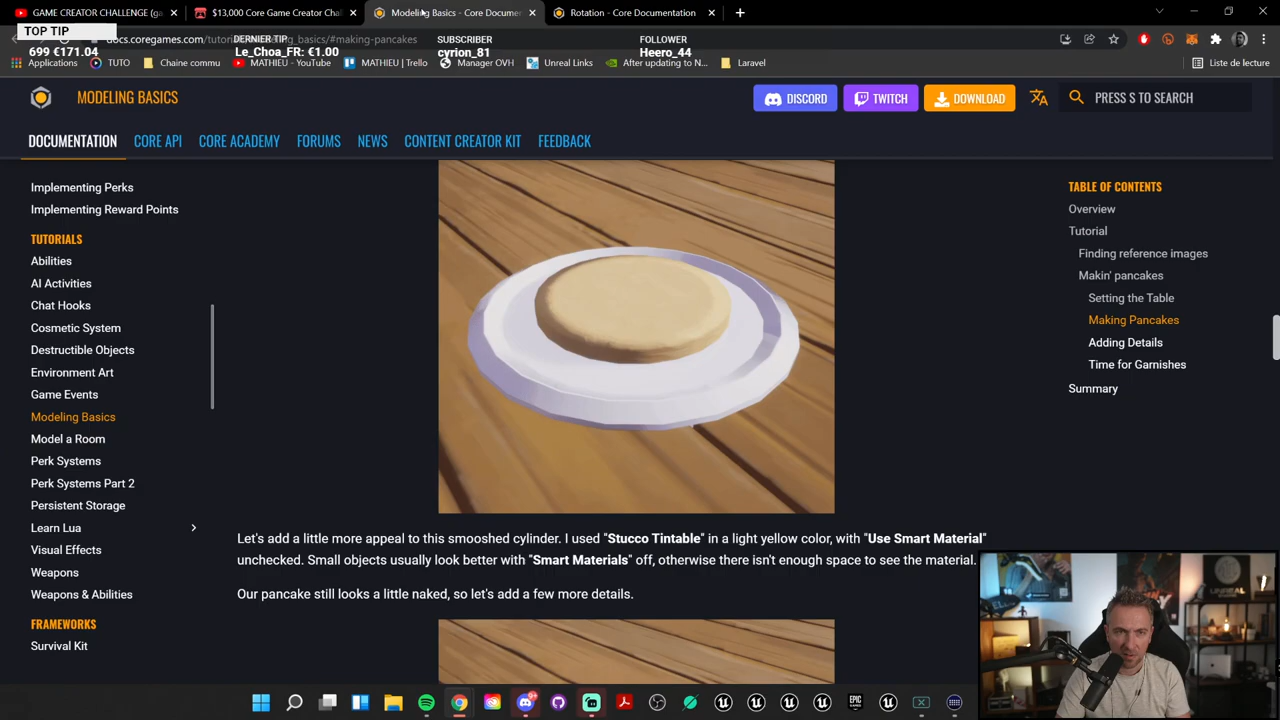 GAME CREATOR CHALLENGE (ga
$13,000 Core Game Creator Chal
Modeling Basics - Core Documen
Rotation - Core Documentation
TOP TIP
699 €171.04
DERNIER TIP
Le_Choa_FR: €1.00
SUBSCRIBER
cyrion_81
FOLLOWER
Heero_44
Applications
TUTO
Chaine commu
MATHIEU - YouTube
MATHIEU | Trello
Manager OVH
Unreal Links
After updating to N...
Laravel
Liste de lecture
MODELING BASICS
DISCORD
TWITCH
DOWNLOAD
PRESS S TO SEARCH
DOCUMENTATION
CORE API
CORE ACADEMY
FORUMS
NEWS
CONTENT CREATOR KIT
FEEDBACK
Implementing Perks
Implementing Reward Points
TUTORIALS
Abilities
AI Activities
Chat Hooks
Cosmetic System
Destructible Objects
Environment Art
Game Events
Modeling Basics
Model a Room
Perk Systems
Perk Systems Part 2
Persistent Storage
Learn Lua
Visual Effects
Weapons
Weapons & Abilities
FRAMEWORKS
Survival Kit
Let's add a little more appeal to this smooshed cylinder. I used "Stucco Tintable" in a light yellow color, with "Use Smart Material"
unchecked. Small objects usually look better with "Smart Materials" off, otherwise there isn't enough space to see the material.
Our pancake still looks a little naked, so let's add a few more details.
TABLE OF CONTENTS
Overview
Tutorial
Finding reference images
Makin' pancakes
Setting the Table
Making Pancakes
Adding Details
Time for Garnishes
Summary